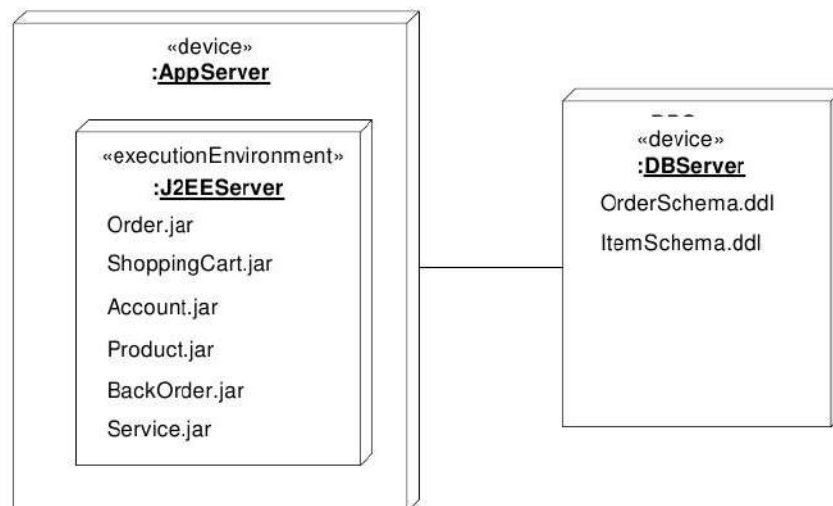 «device»
:AppServer
«executionEnvironment»
:J2EEServer
Order.jar
ShoppingCart.jar
Account.jar
Product.jar
BackOrder.jar
Service.jar
«device»
:DBServer
OrderSchema.ddl
ItemSchema.ddl